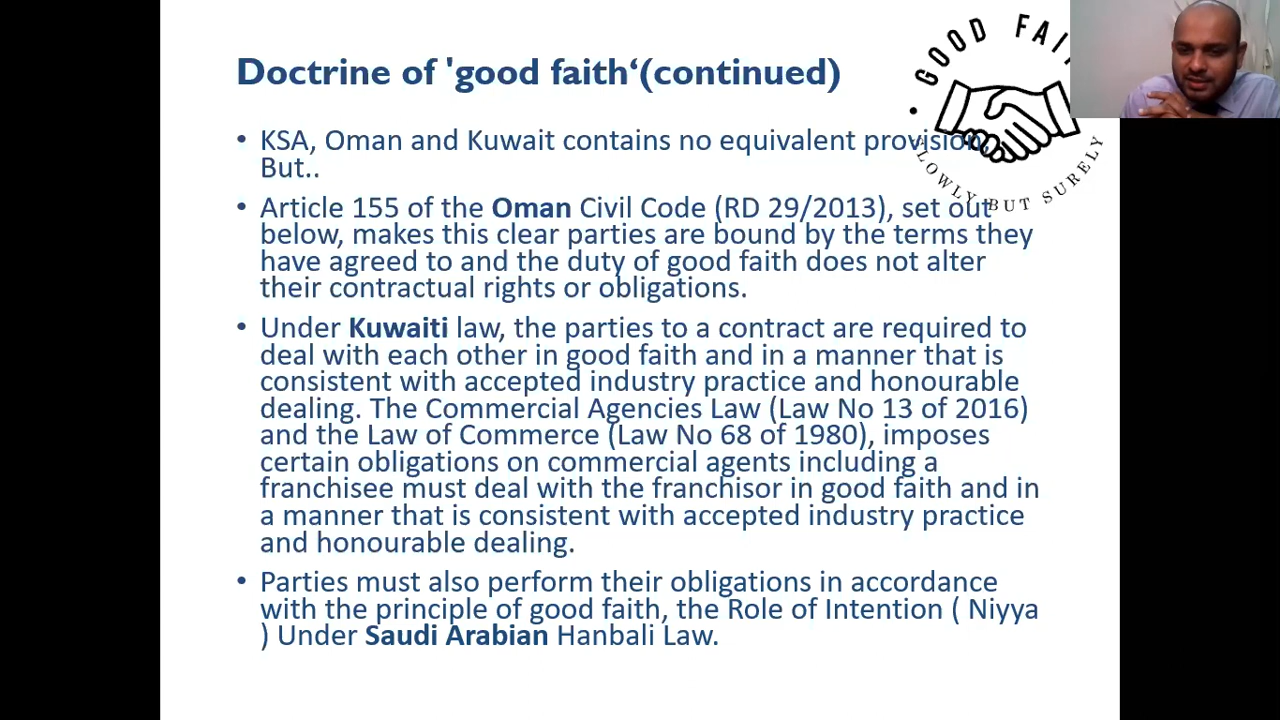 Doctrine of 'good faith‘(continued)
GOOD FAI
SLOWLY BUT SURELY
• KSA, Oman and Kuwait contains no equivalent provision,
But..
• Article 155 of the Oman Civil Code (RD 29/2013), set out
below, makes this clear parties are bound by the terms they
have agreed to and the duty of good faith does not alter
their contractual rights or obligations.
• Under Kuwaiti law, the parties to a contract are required to
deal with each other in good faith and in a manner that is
consistent with accepted industry practice and honourable
dealing. The Commercial Agencies Law (Law No 13 of 2016)
and the Law of Commerce (Law No 68 of 1980), imposes
certain obligations on commercial agents including a
franchisee must deal with the franchisor in good faith and in
a manner that is consistent with accepted industry practice
and honourable dealing.
• Parties must also perform their obligations in accordance
with the principle of good faith, the Role of Intention ( Niyya
) Under Saudi Arabian Hanbali Law.